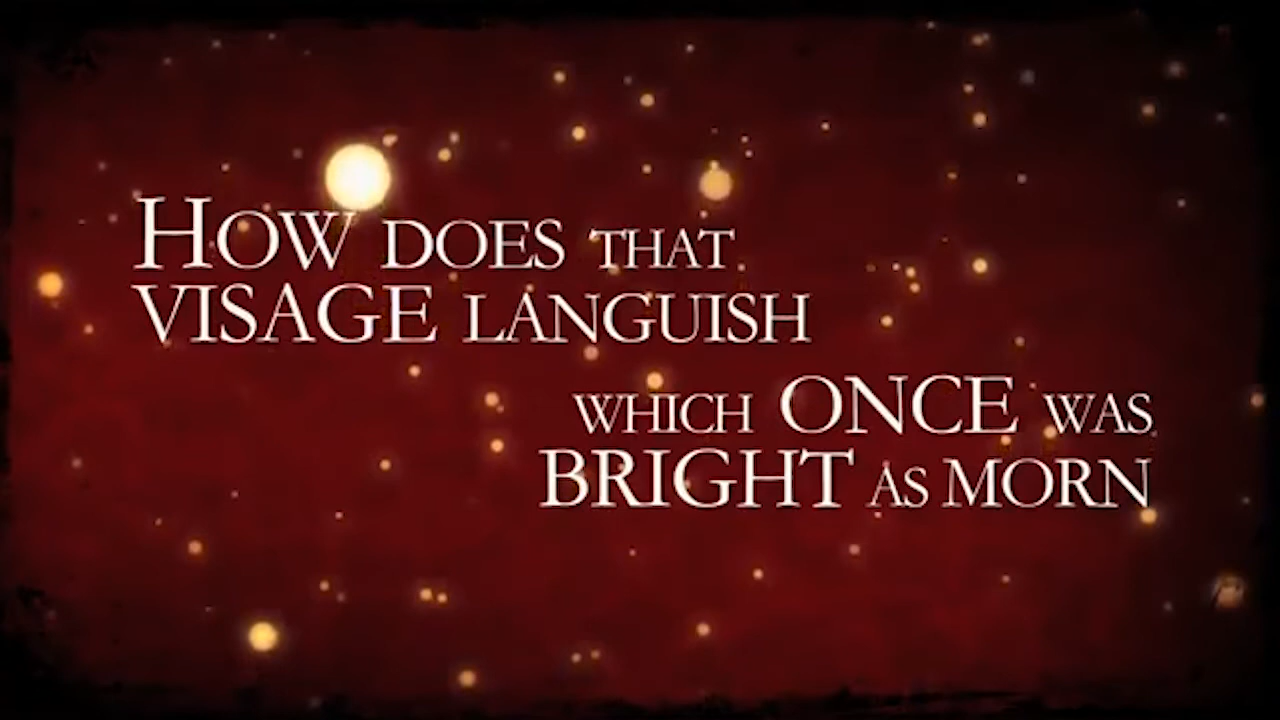 HOW DOES THAT
VISAGE LANGUISH
WHICH ONCE WAS
BRIGHT AS MORN